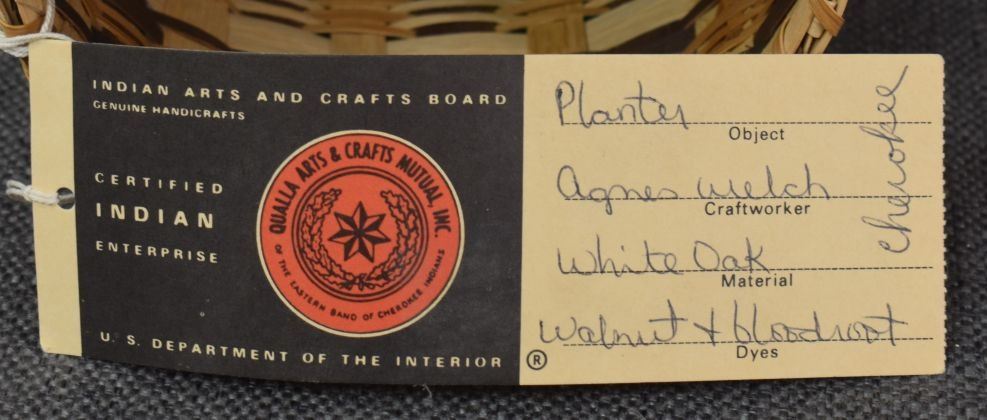 INDIAN ARTS AND CRAFTS BOARD
GENUINE HANDICRAFTS
CERTIFIED
INDIAN
ENTERPRISE
QUALLA ARTS & CRAFTS MUTUAL, INC.
OF THE EASTERN BAND OF CHEROKEE INDIANS
U. S. DEPARTMENT OF THE INTERIOR
®
Planter
Object
Agnes Welch
Craftworker
White Oak
Material
Walnut + bloodroot
Dyes
Cherokee